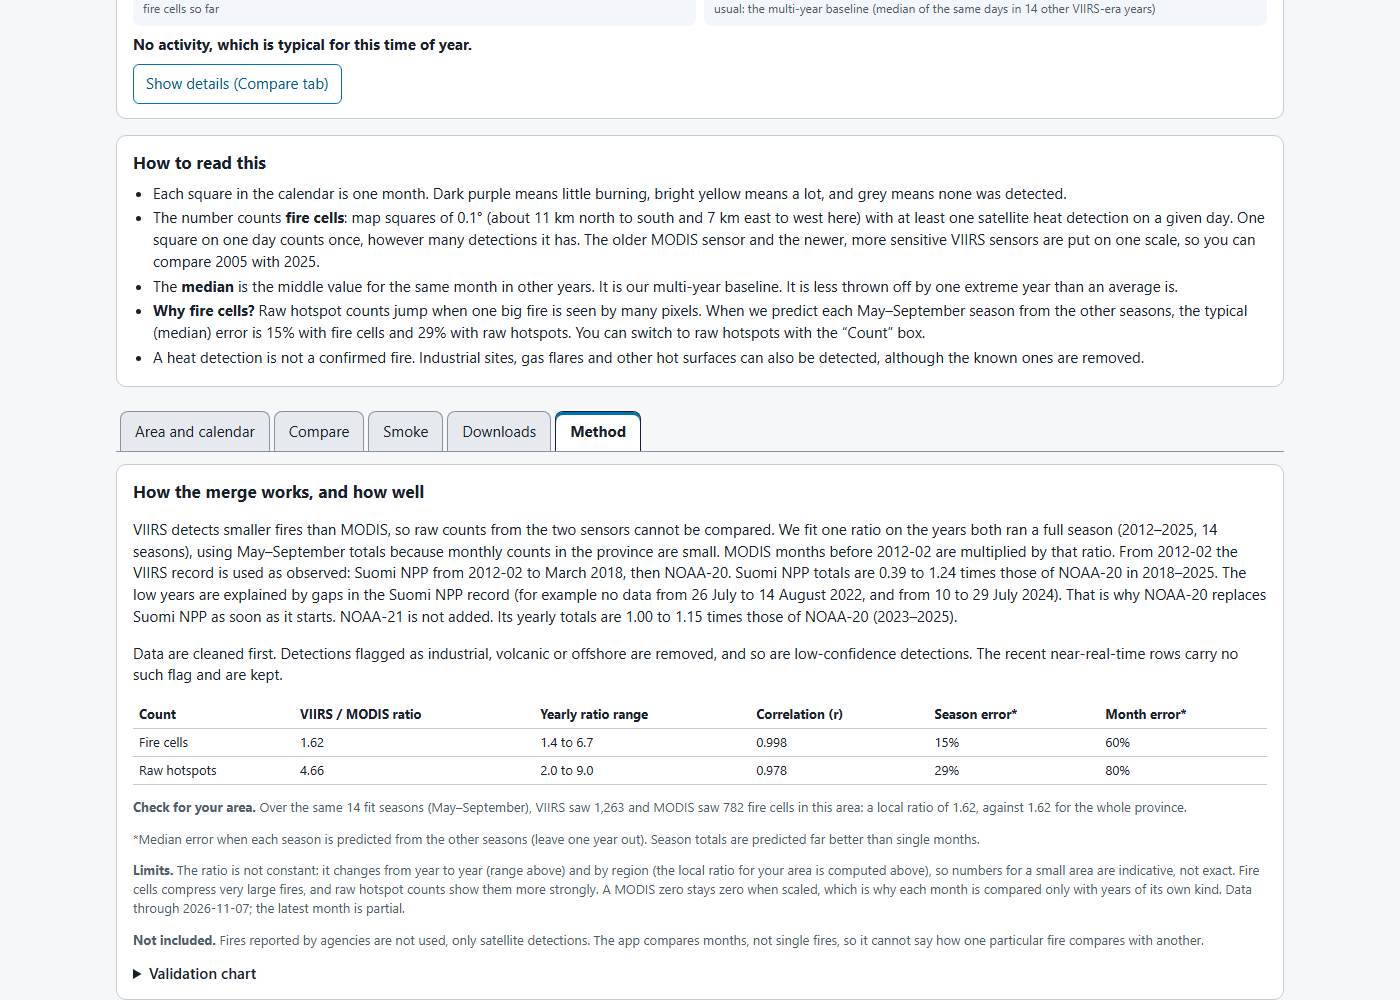 fire cells so far
usual: the multi-year baseline (median of the same days in 14 other VIIRS-era years)
No activity, which is typical for this time of year.
Show details (Compare tab)
How to read this
• Each square in the calendar is one month. Dark purple means little burning, bright yellow means a lot, and grey means none was detected.
• The number counts fire cells: map squares of 0.1° (about 11 km north to south and 7 km east to west here) with at least one satellite heat detection on a given day. One
square on one day counts once, however many detections it has. The older MODIS sensor and the newer, more sensitive VIIRS sensors are put on one scale, so you can
compare 2005 with 2025.
• The median is the middle value for the same month in other years. It is our multi-year baseline. It is less thrown off by one extreme year than an average is.
• Why fire cells? Raw hotspot counts jump when one big fire is seen by many pixels. When we predict each May–September season from the other seasons, the typical
(median) error is 15% with fire cells and 29% with raw hotspots. You can switch to raw hotspots with the “Count” box.
• A heat detection is not a confirmed fire. Industrial sites, gas flares and other hot surfaces can also be detected, although the known ones are removed.
Area and calendar
Compare
Smoke
Downloads
Method
How the merge works, and how well
VIIRS detects smaller fires than MODIS, so raw counts from the two sensors cannot be compared. We fit one ratio on the years both ran a full season (2012–2025, 14
seasons), using May–September totals because monthly counts in the province are small. MODIS months before 2012-02 are multiplied by that ratio. From 2012-02 the
VIIRS record is used as observed: Suomi NPP from 2012-02 to March 2018, then NOAA-20. Suomi NPP totals are 0.39 to 1.24 times those of NOAA-20 in 2018–2025. The
low years are explained by gaps in the Suomi NPP record (for example no data from 26 July to 14 August 2022, and from 10 to 29 July 2024). That is why NOAA-20 replaces
Suomi NPP as soon as it starts. NOAA-21 is not added. Its yearly totals are 1.00 to 1.15 times those of NOAA-20 (2023–2025).
Data are cleaned first. Detections flagged as industrial, volcanic or offshore are removed, and so are low-confidence detections. The recent near-real-time rows carry no
such flag and are kept.
Count VIIRS / MODIS ratio Yearly ratio range Correlation (r) Season error* Month error*
Fire cells 1.62 1.4 to 6.7 0.998 15% 60%
Raw hotspots 4.66 2.0 to 9.0 0.978 29% 80%
Check for your area. Over the same 14 fit seasons (May–September), VIIRS saw 1,263 and MODIS saw 782 fire cells in this area: a local ratio of 1.62, against 1.62 for the whole province.
*Median error when each season is predicted from the other seasons (leave one year out). Season totals are predicted far better than single months.
Limits. The ratio is not constant: it changes from year to year (range above) and by region (the local ratio for your area is computed above), so numbers for a small area are indicative, not exact. Fire
cells compress very large fires, and raw hotspot counts show them more strongly. A MODIS zero stays zero when scaled, which is why each month is compared only with years of its own kind. Data
through 2026-11-07; the latest month is partial.
Not included. Fires reported by agencies are not used, only satellite detections. The app compares months, not single fires, so it cannot say how one particular fire compares with another.
▶ Validation chart